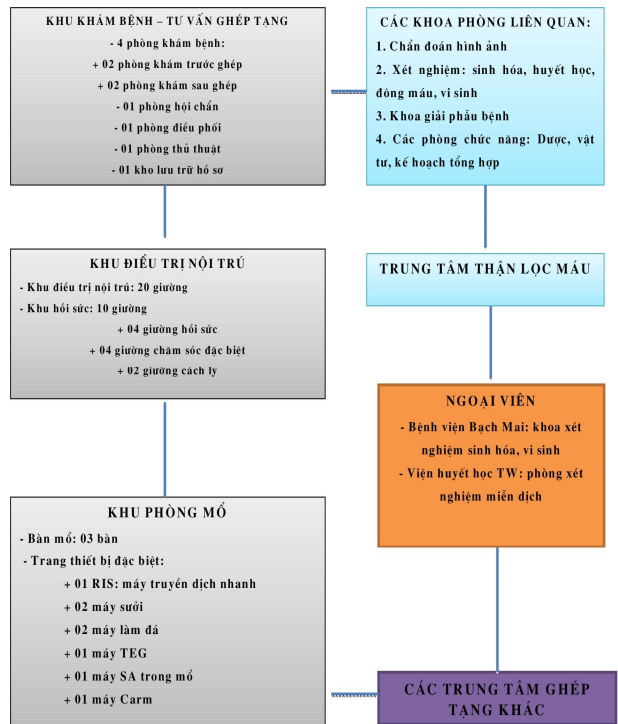 KHU KHÁM BỆNH – TƯ VẤN GHÉP TẠNG
- 4 phòng khám bệnh:
+ 02 phòng khám trước ghép
+ 02 phòng khám sau ghép
- 01 phòng hội chẩn
- 01 phòng điều phối
- 01 phòng thủ thuật
- 01 kho lưu trữ hồ sơ
CÁC KHOA PHÒNG LIÊN QUAN:
1. Chẩn đoán hình ảnh
2. Xét nghiệm: sinh hóa, huyết học,
đông máu, vi sinh
3. Khoa giải phẫu bệnh
4. Các phòng chức năng: Dược, vật
tư, kế hoạch tổng hợp
KHU ĐIỀU TRỊ NỘI TRÚ
- Khu điều trị nội trú: 20 giường
- Khu hồi sức: 10 giường
+ 04 giường hồi sức
+ 04 giường chăm sóc đặc biệt
+ 02 giường cách ly
TRUNG TÂM THẬN LỌC MÁU
NGOẠI VIÊN
- Bệnh viện Bạch Mai: khoa xét
nghiệm sinh hóa, vi sinh
- Viện huyết học TW: phòng xét
nghiệm miễn dịch
KHU PHÒNG MỔ
- Bàn mổ: 03 bàn
- Trang thiết bị đặc biệt:
+ 01 RIS: máy truyền dịch nhanh
+ 02 máy sưởi
+ 02 máy làm đá
+ 01 máy TEG
+ 01 máy SA trong mổ
+ 01 máy Carm
CÁC TRUNG TÂM GHÉP
TẠNG KHÁC